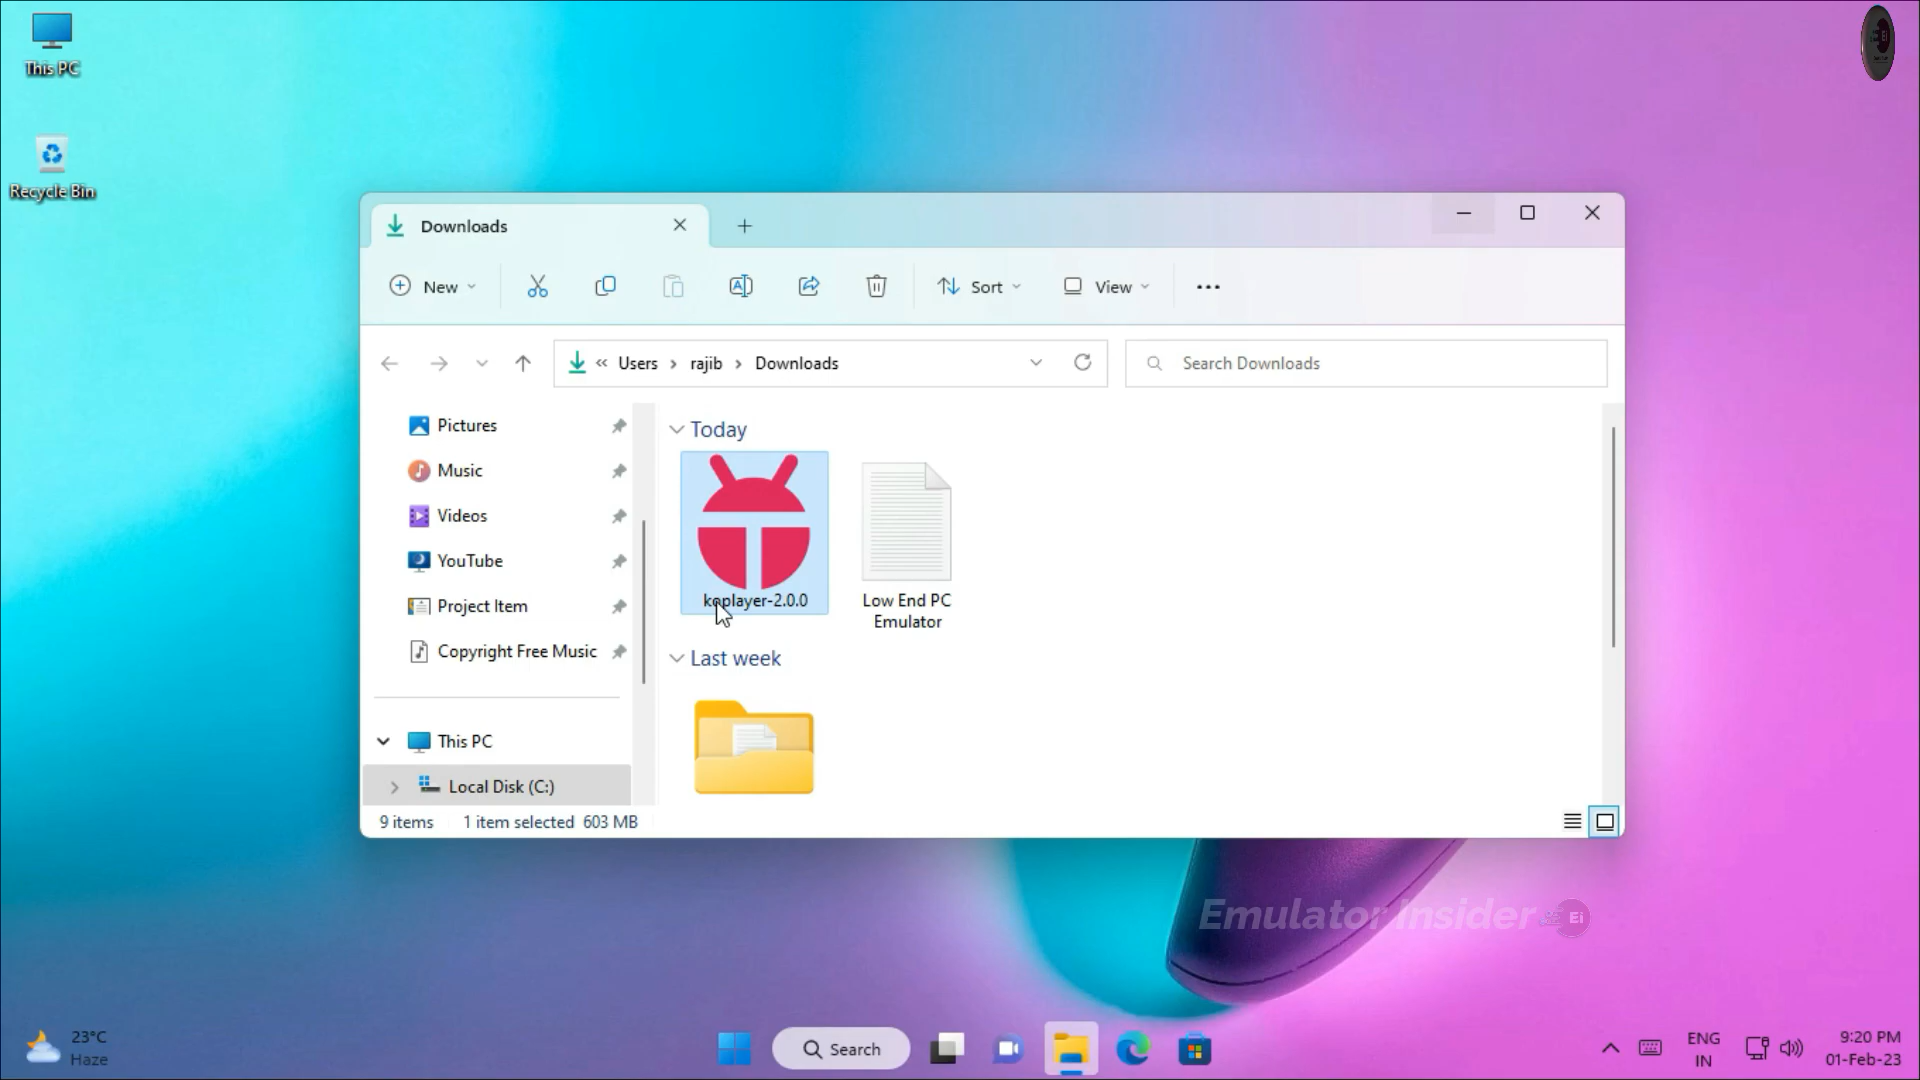 This PC
Recycle Bin
Downloads
New
Sort
View
Users
rajib
Downloads
Search Downloads
Pictures
Music
Videos
YouTube
Project Item
Copyright Free Music
This PC
Local Disk (C:)
Today
koplayer-2.0.0
Low End PC
Emulator
Last week
9 items
1 item selected 603 MB
Emulator Insider Ei
23°C
Haze
Search
ENG
IN
9:20 PM
01-Feb-23